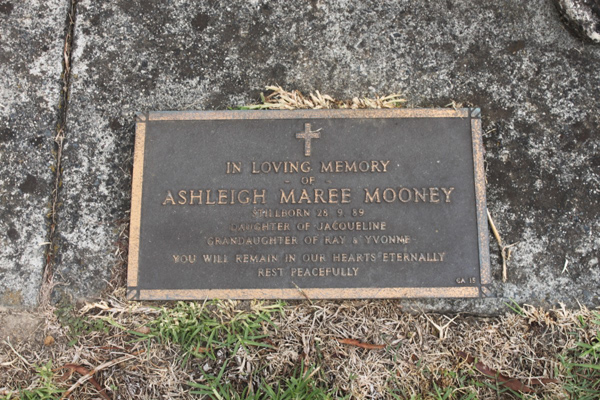 IN LOVING MEMORY
- OF -
ASHLEIGH MAREE MOONEY
STILLBORN 28 . 9 . 89
DAUGHTER OF JACQUELINE
GRANDAUGHTER OF RAY & YVONNE
YOU WILL REMAIN IN OUR HEARTS ETERNALLY
REST PEACEFULLY